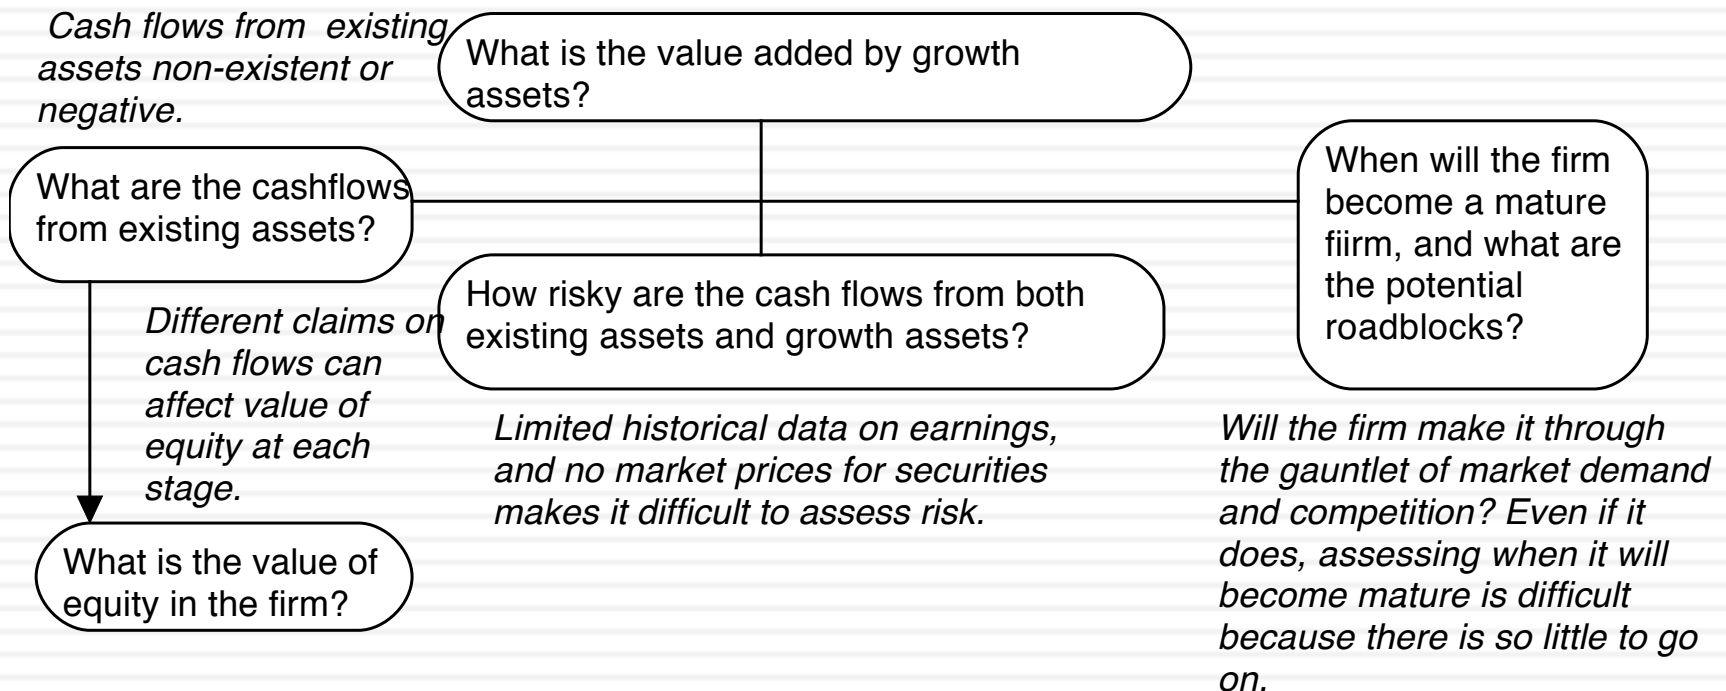 Cash flows from  existing
assets non-existent or
negative.
What is the value added by growth
assets?
What are the cashflows
from existing assets?
When will the firm
become a mature
fiirm, and what are
the potential
roadblocks?
How risky are the cash flows from both
existing assets and growth assets?
Different claims on
cash flows can
affect value of
equity at each
stage.
Limited historical data on earnings,
and no market prices for securities
makes it difficult to assess risk.
Will the firm make it through
the gauntlet of market demand
and competition? Even if it
does, assessing when it will
become mature is difficult
because there is so little to go
on.
What is the value of
equity in the firm?